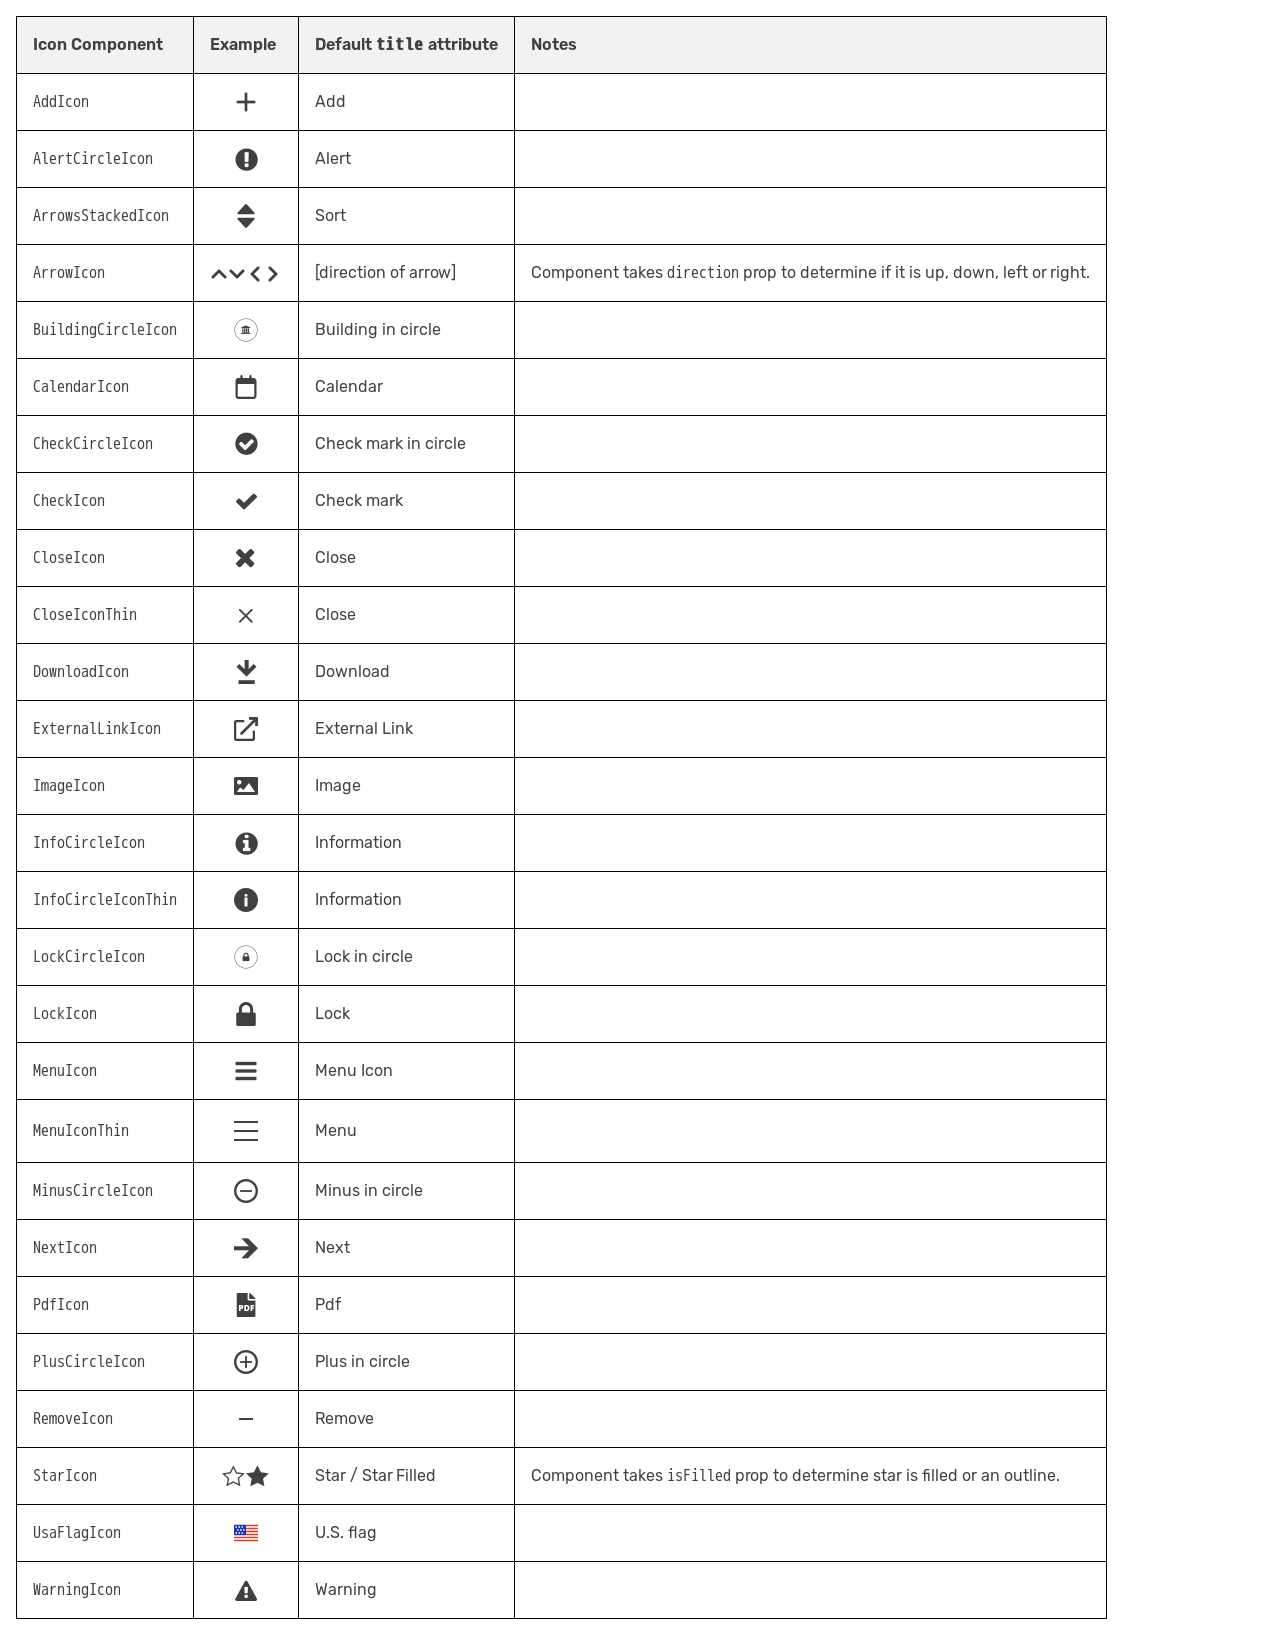 Icon Component Example Default title attribute Notes
AddIcon Add
AlertCircleIcon Alert
ArrowsStackedIcon Sort
ArrowIcon [direction of arrow] Component takes direction prop to determine if it is up, down, left or right.
BuildingCircleIcon Building in circle
CalendarIcon Calendar
CheckCircleIcon Check mark in circle
CheckIcon Check mark
CloseIcon Close
CloseIconThin Close
DownloadIcon Download
ExternalLinkIcon External Link
ImageIcon Image
InfoCircleIcon Information
InfoCircleIconThin Information
LockCircleIcon Lock in circle
LockIcon Lock
MenuIcon Menu Icon
MenuIconThin Menu
MinusCircleIcon Minus in circle
NextIcon Next
PdfIcon PDF Pdf
PlusCircleIcon Plus in circle
RemoveIcon Remove
StarIcon Star / Star Filled Component takes isFilled prop to determine star is filled or an outline.
UsaFlagIcon U.S. flag
WarningIcon Warning